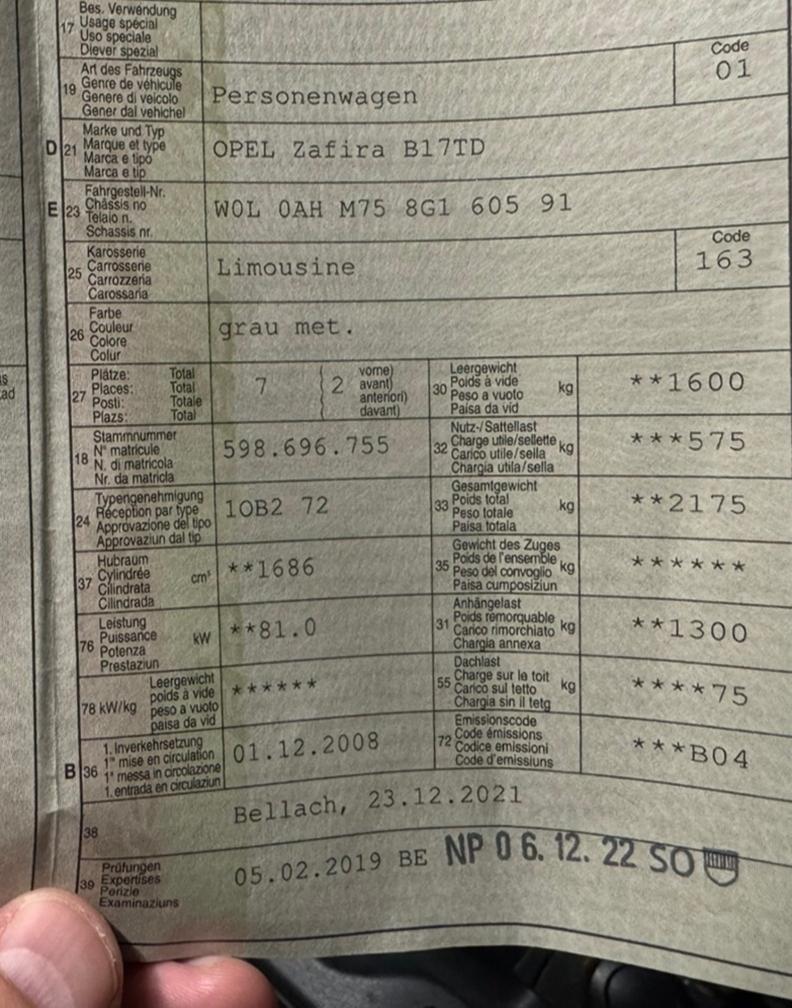 17 Bes. Verwendung
Usage spécial
Uso speciale
Diever spezial
19 Art des Fahrzeugs
Genre de véhicule
Genere di veicolo
Gener dal vehichel
Personenwagen
Code
01
D 21 Marke und Typ
Marque et type
Marca e tipo
Marca e tip
OPEL Zafira B17TD
E 23 Fahrgestell-Nr.
Châssis no
Telaio n.
Schassis nr.
W0L 0AH M75 8G1 605 91
25 Karosserie
Carrosserie
Carrozzeria
Carossaria
Limousine
Code
163
26 Farbe
Couleur
Colore
Colur
grau met.
27 Plätze: Total
Places: Total
Posti: Totale
Plazs: Total
7
2
vorne)
avant)
anteriori)
davant)
30 Leergewicht
Poids à vide
Peso a vuoto
Paisa da vid
kg
**1600
18 Stammnummer
N° matricule
N. di matricola
Nr. da matricla
598.696.755
32 Nutz-/Sattellast
Charge utile/sellette
Carico utile/sella
Chargia utila/sella
kg
***575
24 Typengenehmigung
Réception par type
Approvazione del tipo
Approvaziun dal tip
1OB2 72
33 Gesamtgewicht
Poids total
Peso totale
Paisa totala
kg
**2175
37 Hubraum
Cylindrée
Cilindrata
Cilindrada
cm³
**1686
35 Gewicht des Zuges
Poids de l'ensemble
Peso del convoglio
Paisa cumposiziun
kg
******
76 Leistung
Puissance
Potenza
Prestaziun
kW
**81.0
31 Anhängelast
Poids remorquable
Carico rimorchiato
Chargia annexa
kg
**1300
78 kW/kg
Leergewicht
poids à vide
peso a vuoto
paisa da vid
******
55 Dachlast
Charge sur le toit
Carico sul tetto
Chargia sin il tetg
kg
****75
B 36 1. Inverkehrsetzung
1re mise en circulation
1a messa in circolazione
1. entrada en circulaziun
01.12.2008
72 Emissionscode
Code émissions
Codice emissioni
Code d'emissiuns
***B04
38
Bellach, 23.12.2021
39 Prüfungen
Expertises
Perizie
Examinaziuns
05.02.2019 BE NP 06.12.22 SO